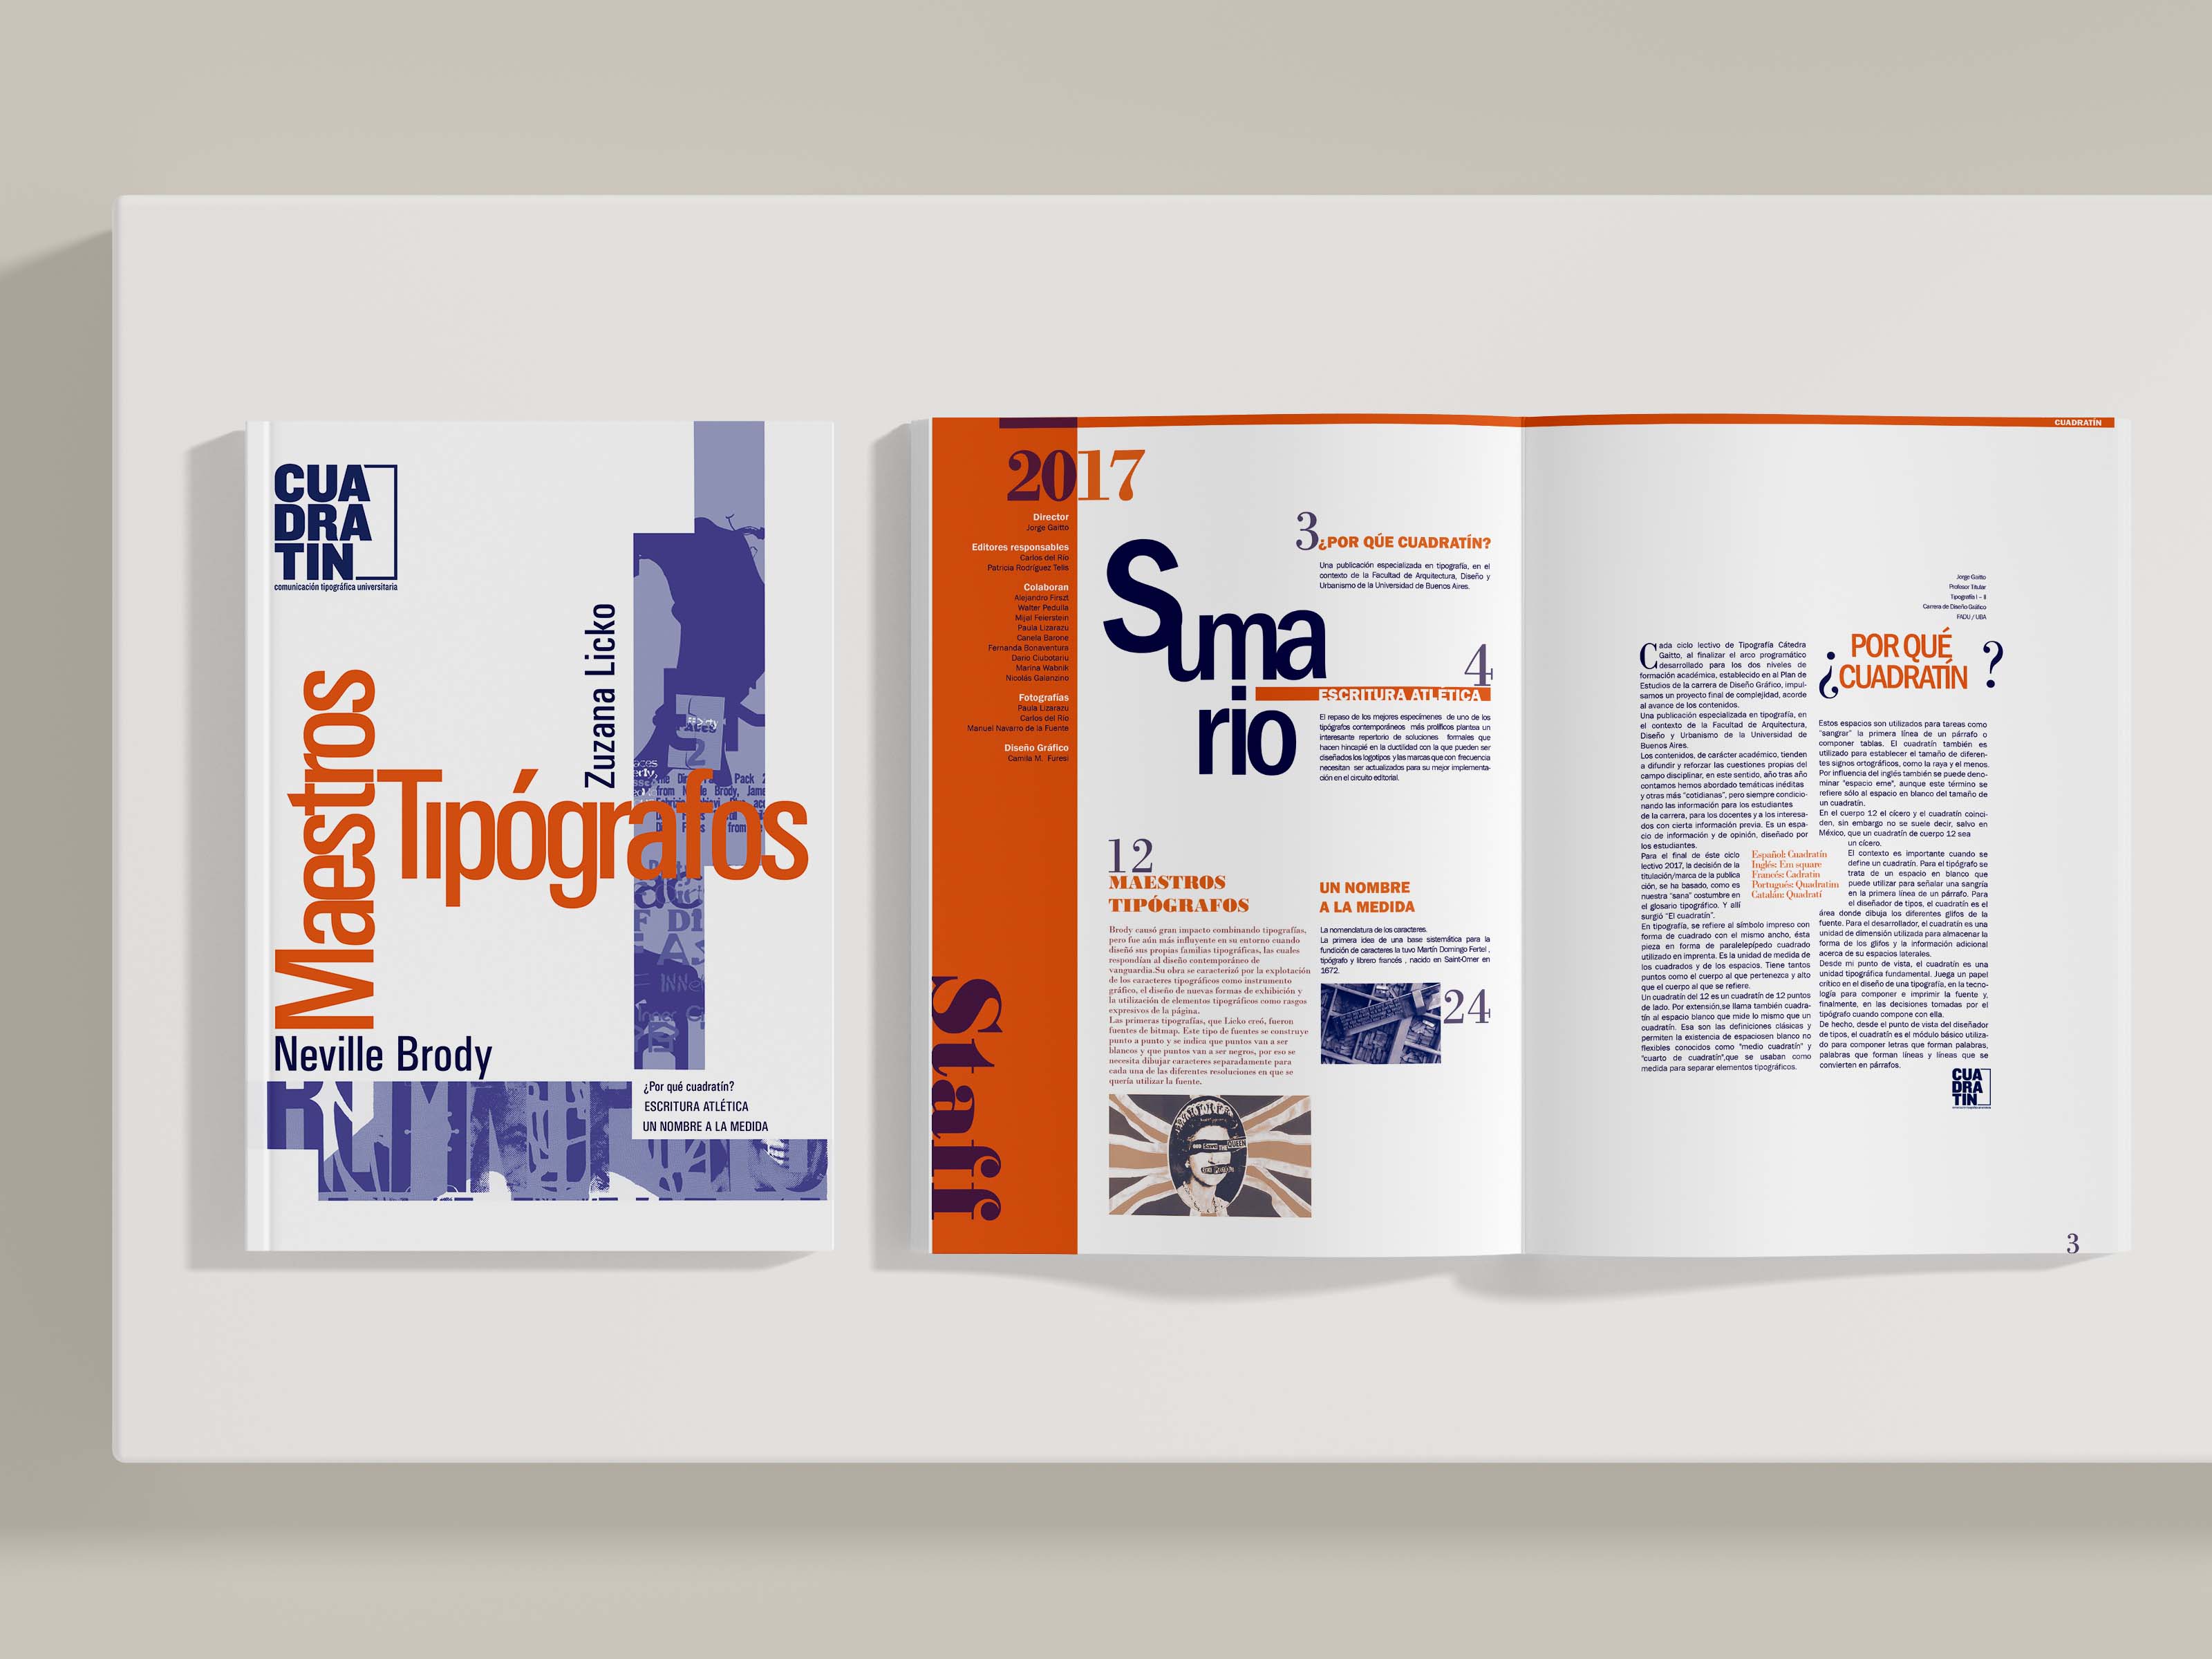 CUA
DRA
TIN
comunicación tipográfica universitaria
Zuzana Licko
Maestros
Tipógrafos
Neville Brody
¿Por qué cuadratín?
ESCRITURA ATLÉTICA
UN NOMBRE A LA MEDIDA
2017
Director
Jorge Gaitto
Editores responsables
Carlos del Río
Patricia Rodríguez Telis
Colaboran
Alejandro Firszt
Walter Pedulla
Mijal Feierstein
Paula Lizarazu
Canela Barone
Fernanda Bonaventura
Dario Ciubotariu
Marina Wabnik
Nicolás Gaianzino
Fotografías
Paula Lizarazu
Carlos del Río
Manuel Navarro de la Fuente
Diseño Gráfico
Camila M. Furesi
Staff
Sumario
3
¿POR QÚE CUADRATÍN?
Una publicación especializada en tipografía, en el
contexto de la Facultad de Arquitectura, Diseño y
Urbanismo de la Universidad de Buenos Aires.
4
ESCRITURA ATLÉTICA
El repaso de los mejores especímenes de uno de los
tipógrafos contemporáneos más prolíficos plantea un
interesante repertorio de soluciones formales que
hacen hincapié en la ductilidad con la que pueden ser
diseñados los logotipos y las marcas que con frecuencia
necesitan ser actualizados para su mejor implementa-
ción en el circuito editorial.
12
MAESTROS
TIPÓGRAFOS
Brody causó gran impacto combinando tipografías,
pero fue aún más influyente en su entorno cuando
diseñó sus propias familias tipográficas, las cuales
respondían al diseño contemporáneo de
vanguardia.Su obra se caracterizó por la explotación
de los caracteres tipográficos como instrumento
gráfico, el diseño de nuevas formas de exhibición y
la utilización de elementos tipográficos como rasgos
expresivos de la página.
Las primeras tipografías, que Licko creó, fueron
fuentes de bitmap. Este tipo de fuentes se construye
punto a punto y se indica que puntos van a ser
blancos y que puntos van a ser negros, por eso se
necesita dibujar caracteres separadamente para
cada una de las diferentes resoluciones en que se
quería utilizar la fuente.
UN NOMBRE
A LA MEDIDA
La nomenclatura de los caracteres.
La primera idea de una base sistemática para la
fundición de caracteres la tuvo Martín Domingo Fertel ,
tipógrafo y librero francés , nacido en Saint-Omer en
1672.
24
CUADRATÍN
Jorge Gaitto
Profesor Titular
Tipografía I – II
Carrera de Diseño Gráfico
FADU / UBA
¿POR QUÉ
CUADRATÍN?
Cada ciclo lectivo de Tipografía Cátedra
Gaitto, al finalizar el arco programático
desarrollado para los dos niveles de
formación académica, establecido en el Plan de
Estudios de la carrera de Diseño Gráfico, impul-
samos un proyecto final de complejidad, acorde
al avance de los contenidos.
Una publicación especializada en tipografía, en
el contexto de la Facultad de Arquitectura,
Diseño y Urbanismo de la Universidad de
Buenos Aires.
Los contenidos, de carácter académico, tienden
a difundir y reforzar las cuestiones propias del
campo disciplinar, en este sentido, año tras año
contamos hemos abordado temáticas inéditas
y otras más "cotidianas", pero siempre condicio-
nando las información para los estudiantes
de la carrera, para los docentes y a los interesa-
dos con cierta información previa. Es un espa-
cio de información y de opinión, diseñado por
los estudiantes.
Para el final de éste ciclo
lectivo 2017, la decisión de la
titulación/marca de la publica
ción, se ha basado, como es
nuestra "sana" costumbre en
el glosario tipográfico. Y allí
surgió "El cuadratín".
En tipografía, se refiere al símbolo impreso con
forma de cuadrado con el mismo ancho, ésta
pieza en forma de paralelepípedo cuadrado
utilizado en imprenta. Es la unidad de medida de
los cuadrados y de los espacios. Tiene tantos
puntos como el cuerpo al que pertenezca y alto
que el cuerpo al que se refiere.
Un cuadratín del 12 es un cuadratín de 12 puntos
de lado. Por extensión,se llama también cuadra-
tín al espacio blanco que mide lo mismo que un
cuadratín. Esa son las definiciones clásicas y
permiten la existencia de espaciosen blanco no
flexibles conocidos como "medio cuadratín" y
"cuarto de cuadratín",que se usaban como
medida para separar elementos tipográficos.
Español: Cuadratín
Inglés: Em square
Francés: Cadratin
Portugués: Quadratim
Catalán: Quadratí
Estos espacios son utilizados para tareas como
"sangrar" la primera línea de un párrafo o
componer tablas. El cuadratín también es
utilizado para establecer el tamaño de diferen-
tes signos ortográficos, como la raya y el menos.
Por influencia del inglés también se puede deno-
minar "espacio eme", aunque este término se
refiere sólo al espacio en blanco del tamaño de
un cuadratín.
En el cuerpo 12 el cícero y el cuadratín coinci-
den, sin embargo no se suele decir, salvo en
México, que un cuadratín de cuerpo 12 sea
un cícero.
El contexto es importante cuando se
define un cuadratín. Para el tipógrafo se
trata de un espacio en blanco que
puede utilizar para señalar una sangría
en la primera línea de un párrafo. Para
el diseñador de tipos, el cuadratín es el
área donde dibuja los diferentes glifos de la
fuente. Para el desarrollador, el cuadratín es una
unidad de dimensión utilizada para almacenar la
forma de los glifos y la información adicional
acerca de su espacios laterales.
Desde mi punto de vista, el cuadratín es una
unidad tipográfica fundamental. Juega un papel
crítico en el diseño de una tipografía, en la tecno-
logía para componer e imprimir la fuente y,
finalmente, en las decisiones tomadas por el
tipógrafo cuando compone con ella.
De hecho, desde el punto de vista del diseñador
de tipos, el cuadratín es el módulo básico utiliza-
do para componer letras que forman palabras,
palabras que forman líneas y líneas que se
convierten en párrafos.
CUA
DRA
TIN
3